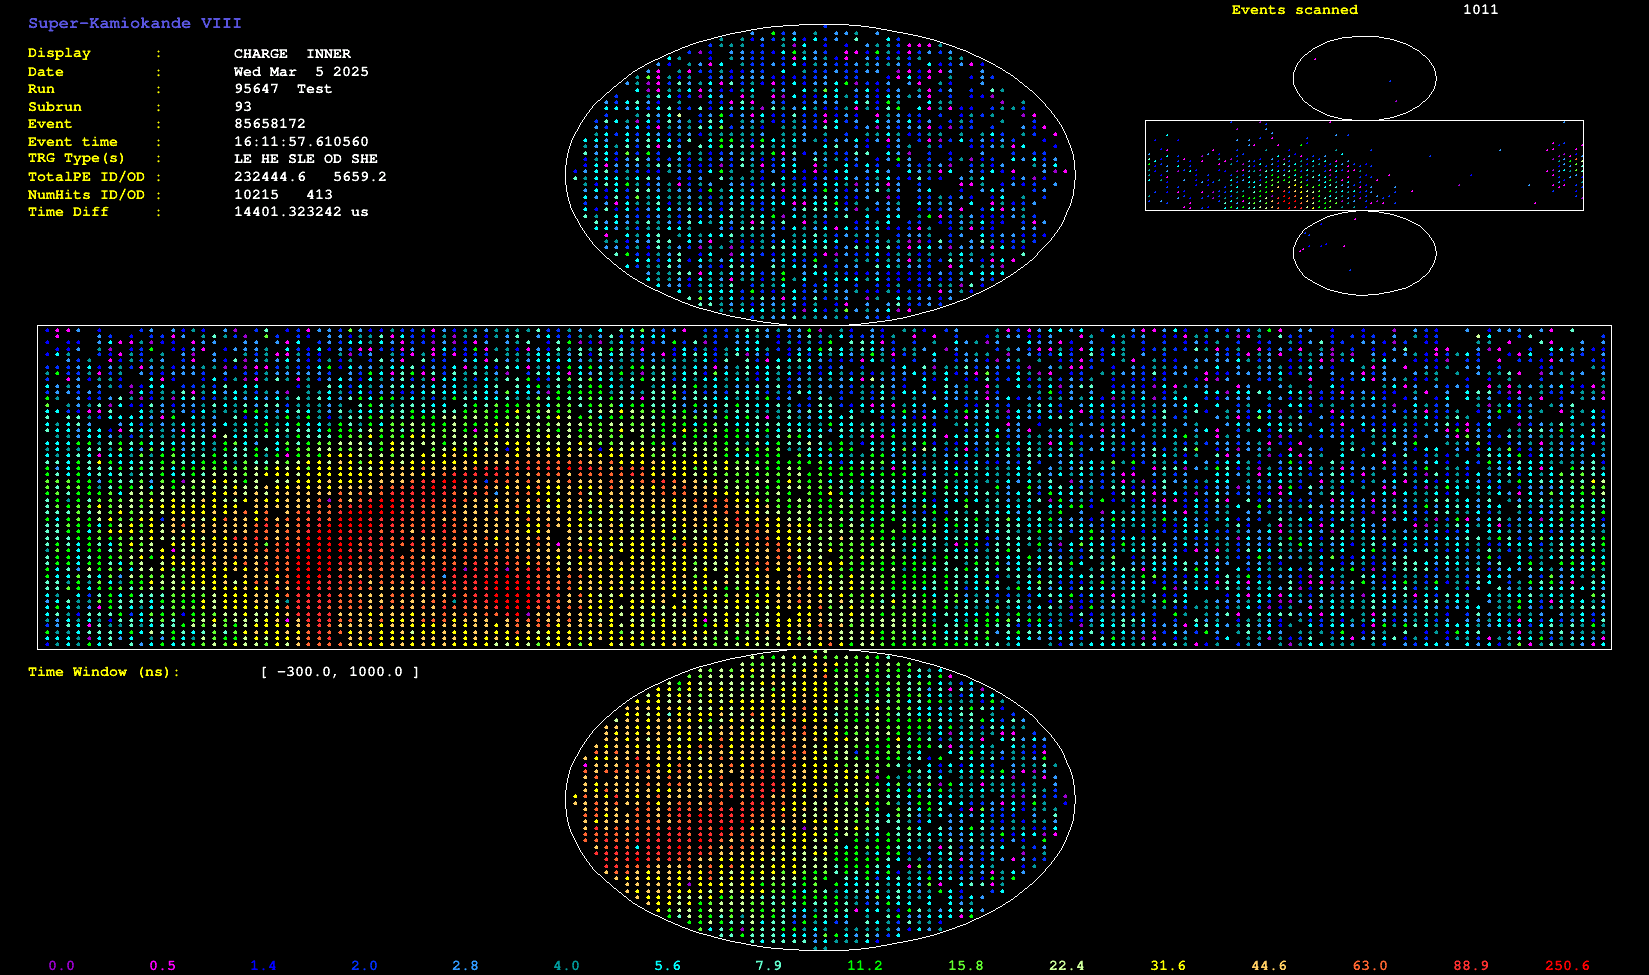 Super-Kamiokande VIII
Events scanned 1011
Display : CHARGE INNER
Date : Wed Mar 5 2025
Run : 95647 Test
Subrun : 93
Event : 85658172
Event time : 16:11:57.610560
TRG Type(s) : LE HE SLE OD SHE
TotalPE ID/OD : 232444.6 5659.2
NumHits ID/OD : 10215 413
Time Diff : 14401.323242 us
Time Window (ns): [ -300.0, 1000.0 ]
0.0 0.5 1.4 2.0 2.8 4.0 5.6 7.9 11.2 15.8 22.4 31.6 44.6 63.0 88.9 250.6